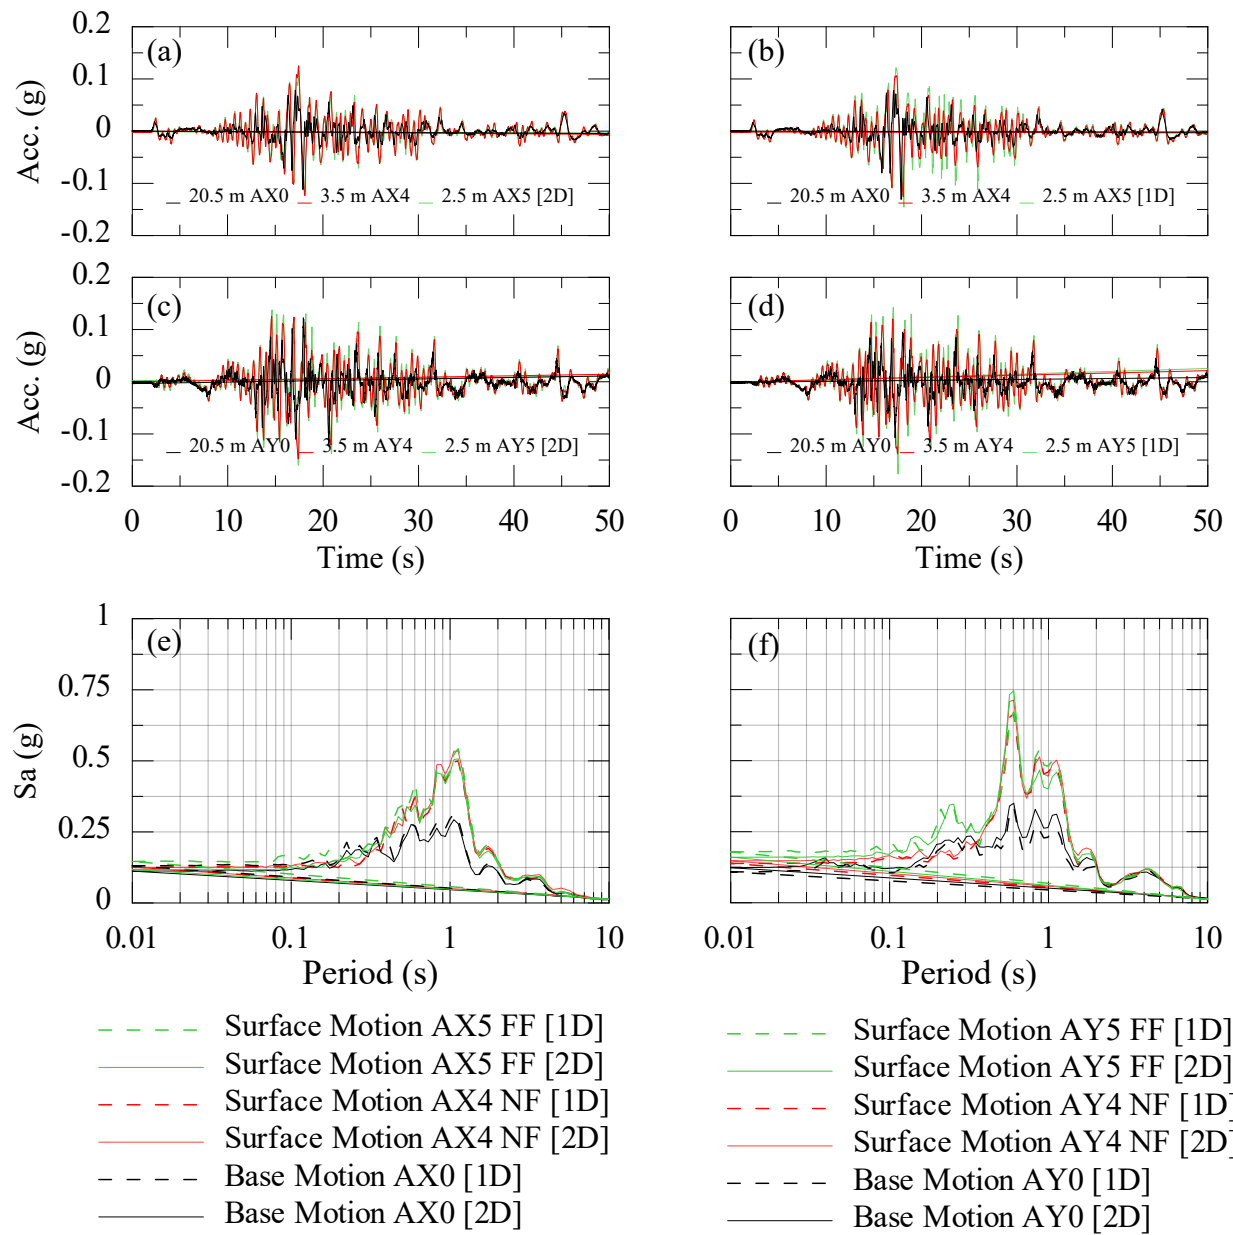 0.2
0.1
0
-0.1
-0.2
Acc. (g)
(a)
20.5 m AX0 3.5 m AX4 2.5 m AX5 [2D]
(b)
20.5 m AX0 3.5 m AX4 2.5 m AX5 [1D]
0.2
0.1
0
-0.1
-0.2
Acc. (g)
(c)
20.5 m AY0 3.5 m AY4 2.5 m AY5 [2D]
(d)
20.5 m AY0 3.5 m AY4 2.5 m AY5 [1D]
0 10 20 30 40 50
Time (s)
0 10 20 30 40 50
Time (s)
1
0.75
0.5
0.25
0
Sa (g)
(e)
(f)
0.01 0.1 1 10
Period (s)
0.01 0.1 1 10
Period (s)
Surface Motion AX5 FF [1D]
Surface Motion AX5 FF [2D]
Surface Motion AX4 NF [1D]
Surface Motion AX4 NF [2D]
Base Motion AX0 [1D]
Base Motion AX0 [2D]
Surface Motion AY5 FF [1D]
Surface Motion AY5 FF [2D]
Surface Motion AY4 NF [1D]
Surface Motion AY4 NF [2D]
Base Motion AY0 [1D]
Base Motion AY0 [2D]